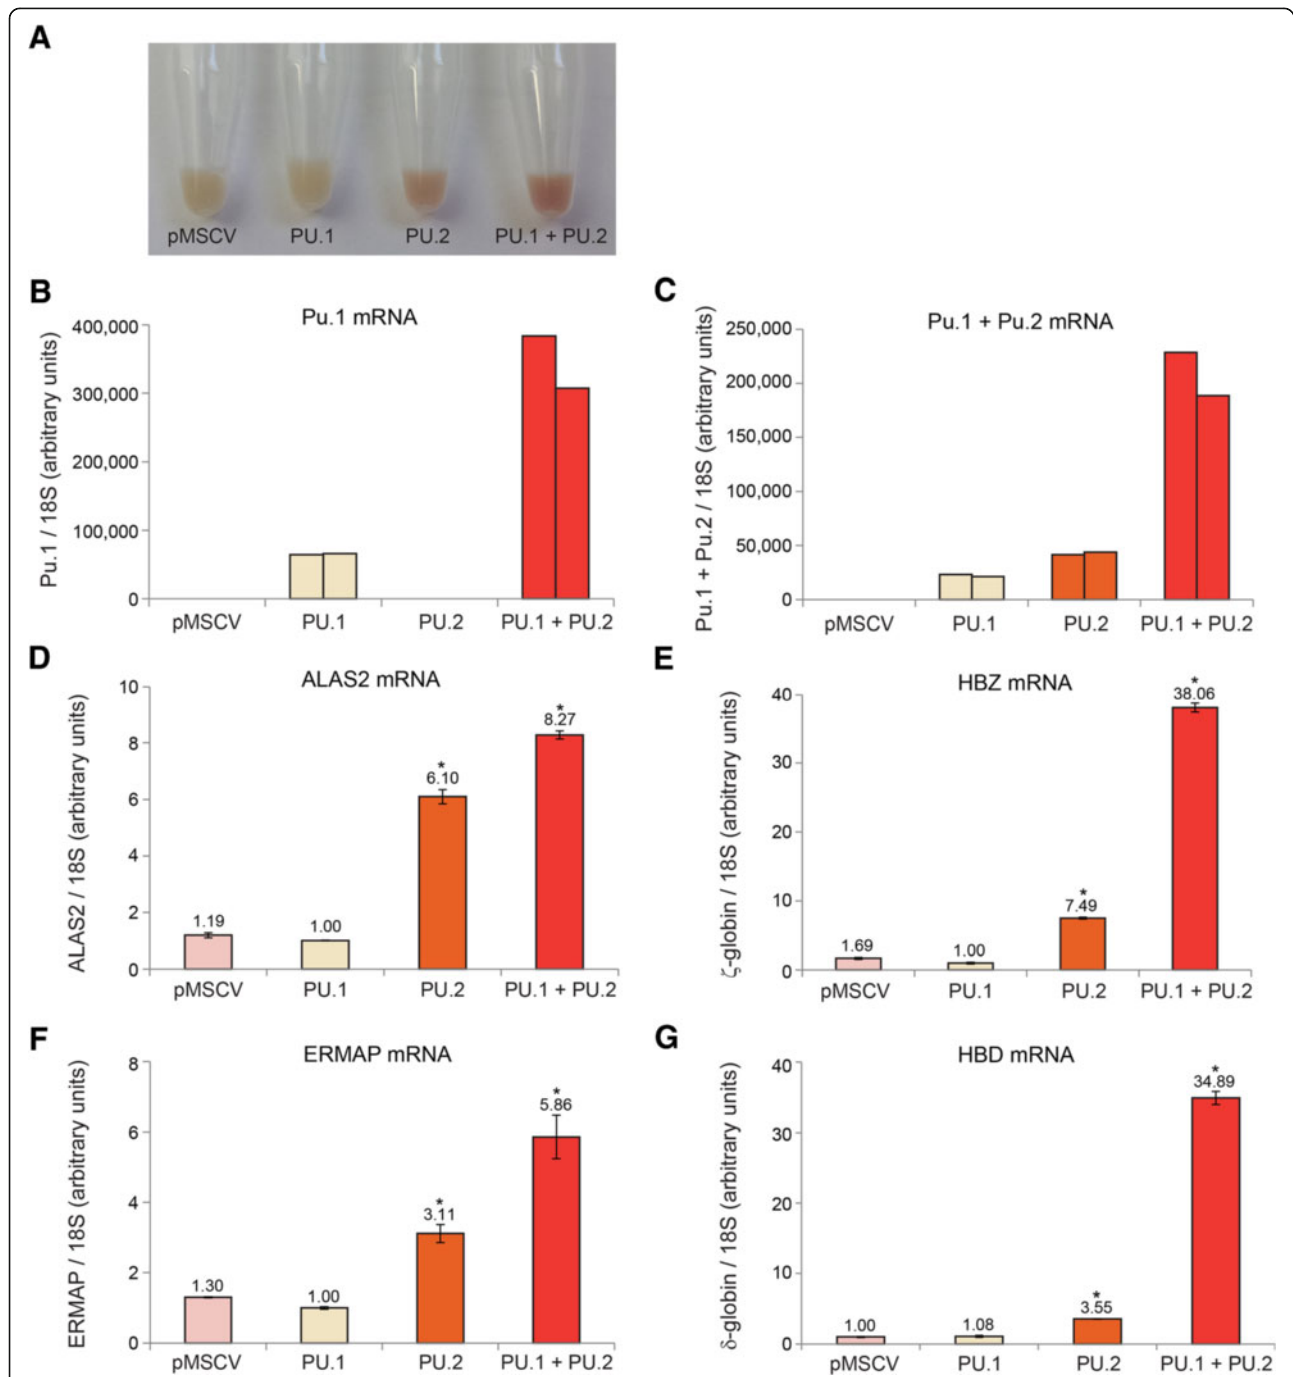 A
pMSCV PU.1 PU.2 PU.1 + PU.2
B
Pu.1 mRNA
Pu.1 / 18S (arbitrary units)
400,000
300,000
200,000
100,000
0
pMSCV PU.1 PU.2 PU.1 + PU.2
C
Pu.1 + Pu.2 mRNA
Pu.1 + Pu.2 / 18S (arbitrary units)
250,000
200,000
150,000
100,000
50,000
0
pMSCV PU.1 PU.2 PU.1 + PU.2
D
ALAS2 mRNA
ALAS2 / 18S (arbitrary units)
10
8
6
4
2
0
1.19
1.00
*
6.10
*
8.27
pMSCV PU.1 PU.2 PU.1 + PU.2
E
HBZ mRNA
ζ-globin / 18S (arbitrary units)
40
30
20
10
0
1.69
1.00
*
7.49
*
38.06
pMSCV PU.1 PU.2 PU.1 + PU.2
F
ERMAP mRNA
ERMAP / 18S (arbitrary units)
8
6
4
2
0
1.30
1.00
*
3.11
*
5.86
pMSCV PU.1 PU.2 PU.1 + PU.2
G
HBD mRNA
δ-globin / 18S (arbitrary units)
40
30
20
10
0
1.00
1.08
*
3.55
*
34.89
pMSCV PU.1 PU.2 PU.1 + PU.2